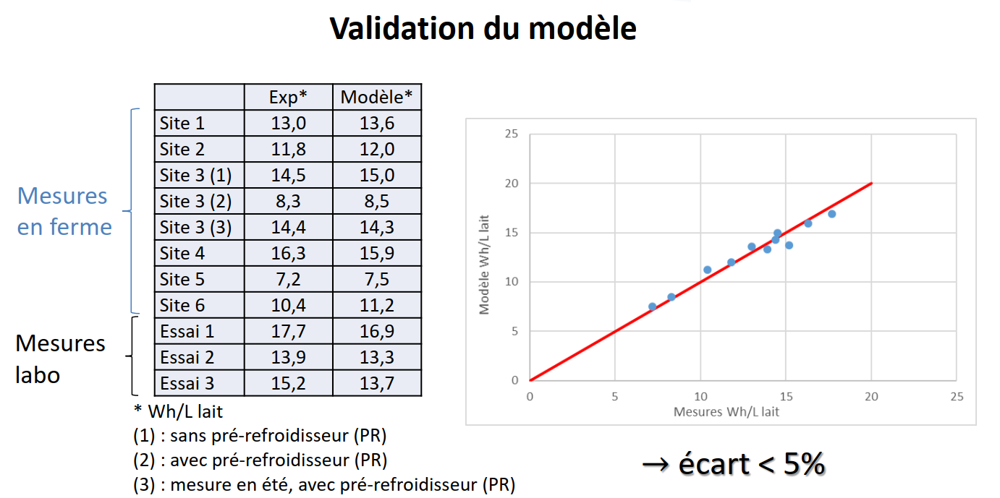 Validation du modèle
Exp* Modèle*
Site 1 13,0 13,6
Site 2 11,8 12,0
Site 3 (1) 14,5 15,0
Site 3 (2) 8,3 8,5
Site 3 (3) 14,4 14,3
Site 4 16,3 15,9
Site 5 7,2 7,5
Site 6 10,4 11,2
Essai 1 17,7 16,9
Essai 2 13,9 13,3
Essai 3 15,2 13,7
Mesures
en ferme
Mesures
labo
* Wh/L lait
(1) : sans pré-refroidisseur (PR)
(2) : avec pré-refroidisseur (PR)
(3) : mesure en été, avec pré-refroidisseur (PR)
Modèle Wh/L lait
25
20
15
10
5
0
0 5 10 15 20 25
Mesures Wh/L lait
→ écart < 5%